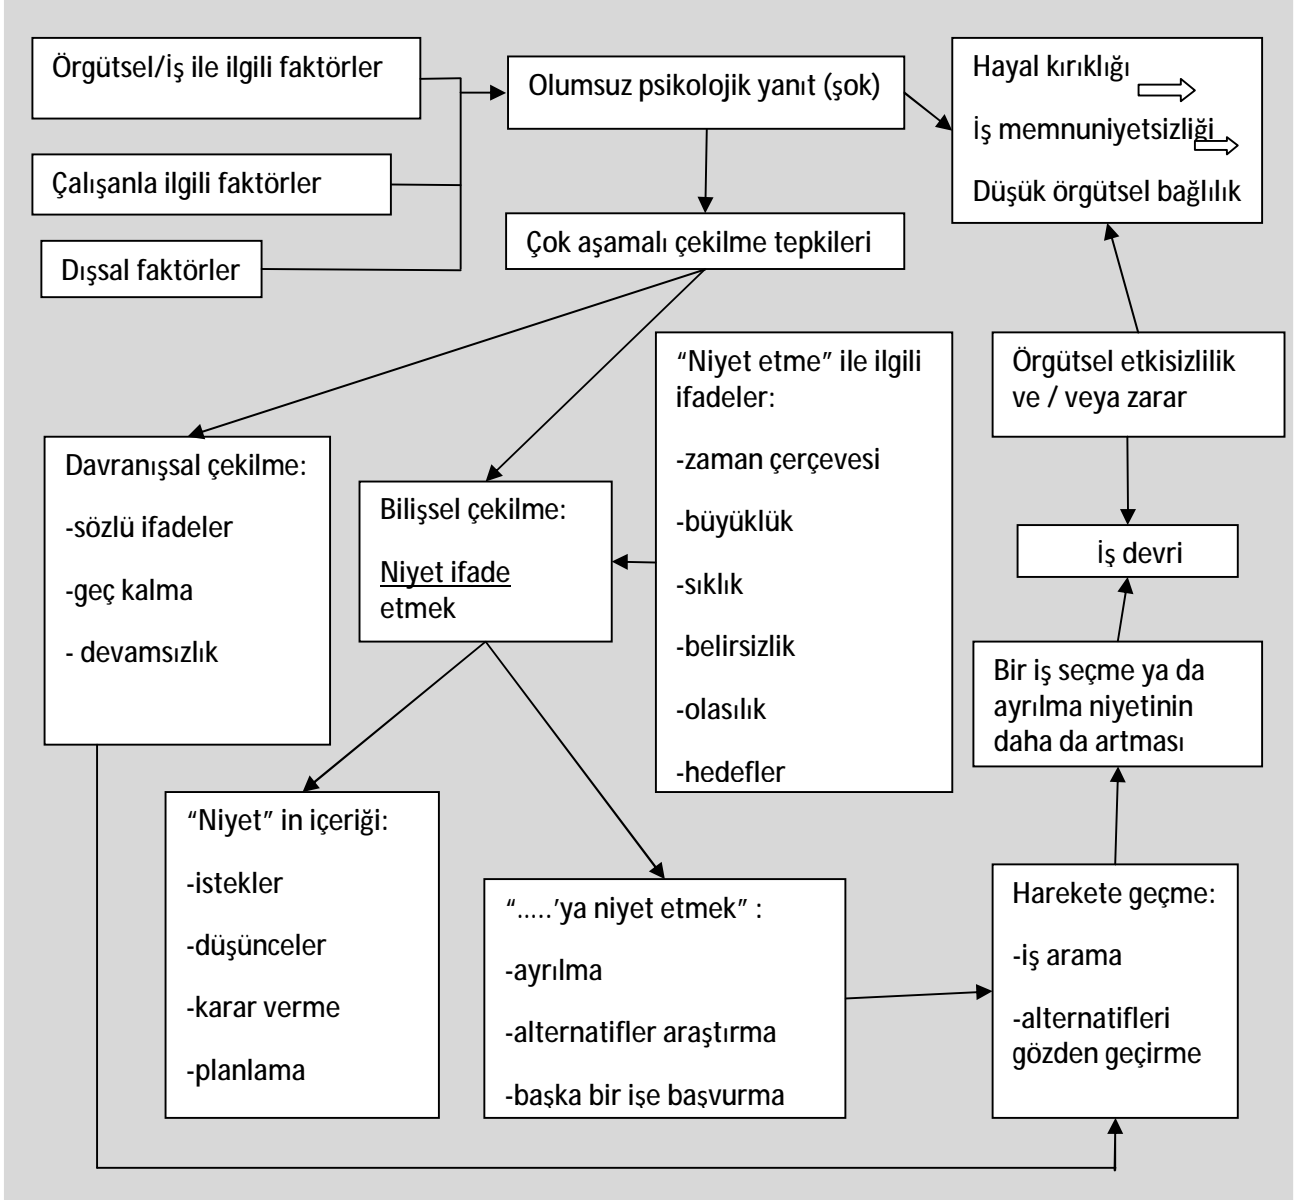 Örgütsel/İş ile ilgili faktörler
Çalışanla ilgili faktörler
Dışsal faktörler
Olumsuz psikolojik yanıt (şok)
Hayal kırıklığı
İş memnuniyetsizliği
Düşük örgütsel bağlılık
Çok aşamalı çekilme tepkileri
Davranışsal çekilme:
-sözlü ifadeler
-geç kalma
- devamsızlık
Bilişsel çekilme:
Niyet ifade
etmek
“Niyet etme” ile ilgili
ifadeler:
-zaman çerçevesi
-büyüklük
-sıklık
-belirsizlik
-olasılık
-hedefler
Örgütsel etkisizlilik
ve / veya zarar
İş devri
Bir iş seçme ya da
ayrılma niyetinin
daha da artması
“Niyet” in içeriği:
-istekler
-düşünceler
-karar verme
-planlama
“.....’ya niyet etmek” :
-ayrılma
-alternatifler araştırma
-başka bir işe başvurma
Harekete geçme:
-iş arama
-alternatifleri
gözden geçirme